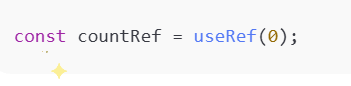 const countRef = useRef(0);